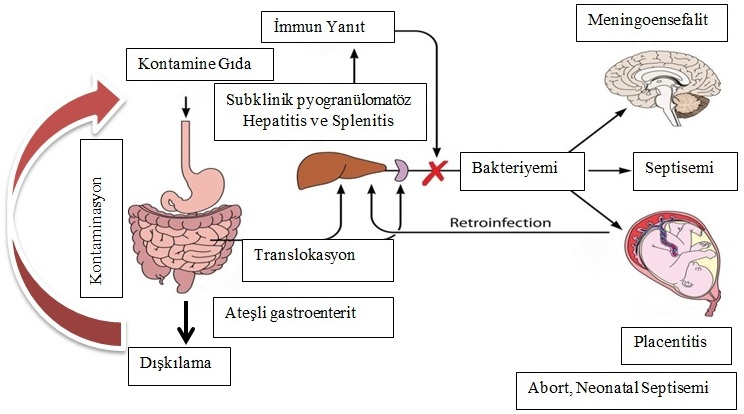 İmmun Yanıt
Meningoensefalit
Kontamine Gıda
Subklinik pyogranülomatöz
Hepatitis ve Splenitis
Kontaminasyon
Bakteriyemi
Septisemi
Retroinfection
Translokasyon
Ateşli gastroenterit
Placentitis
Dışkılama
Abort, Neonatal Septisemi